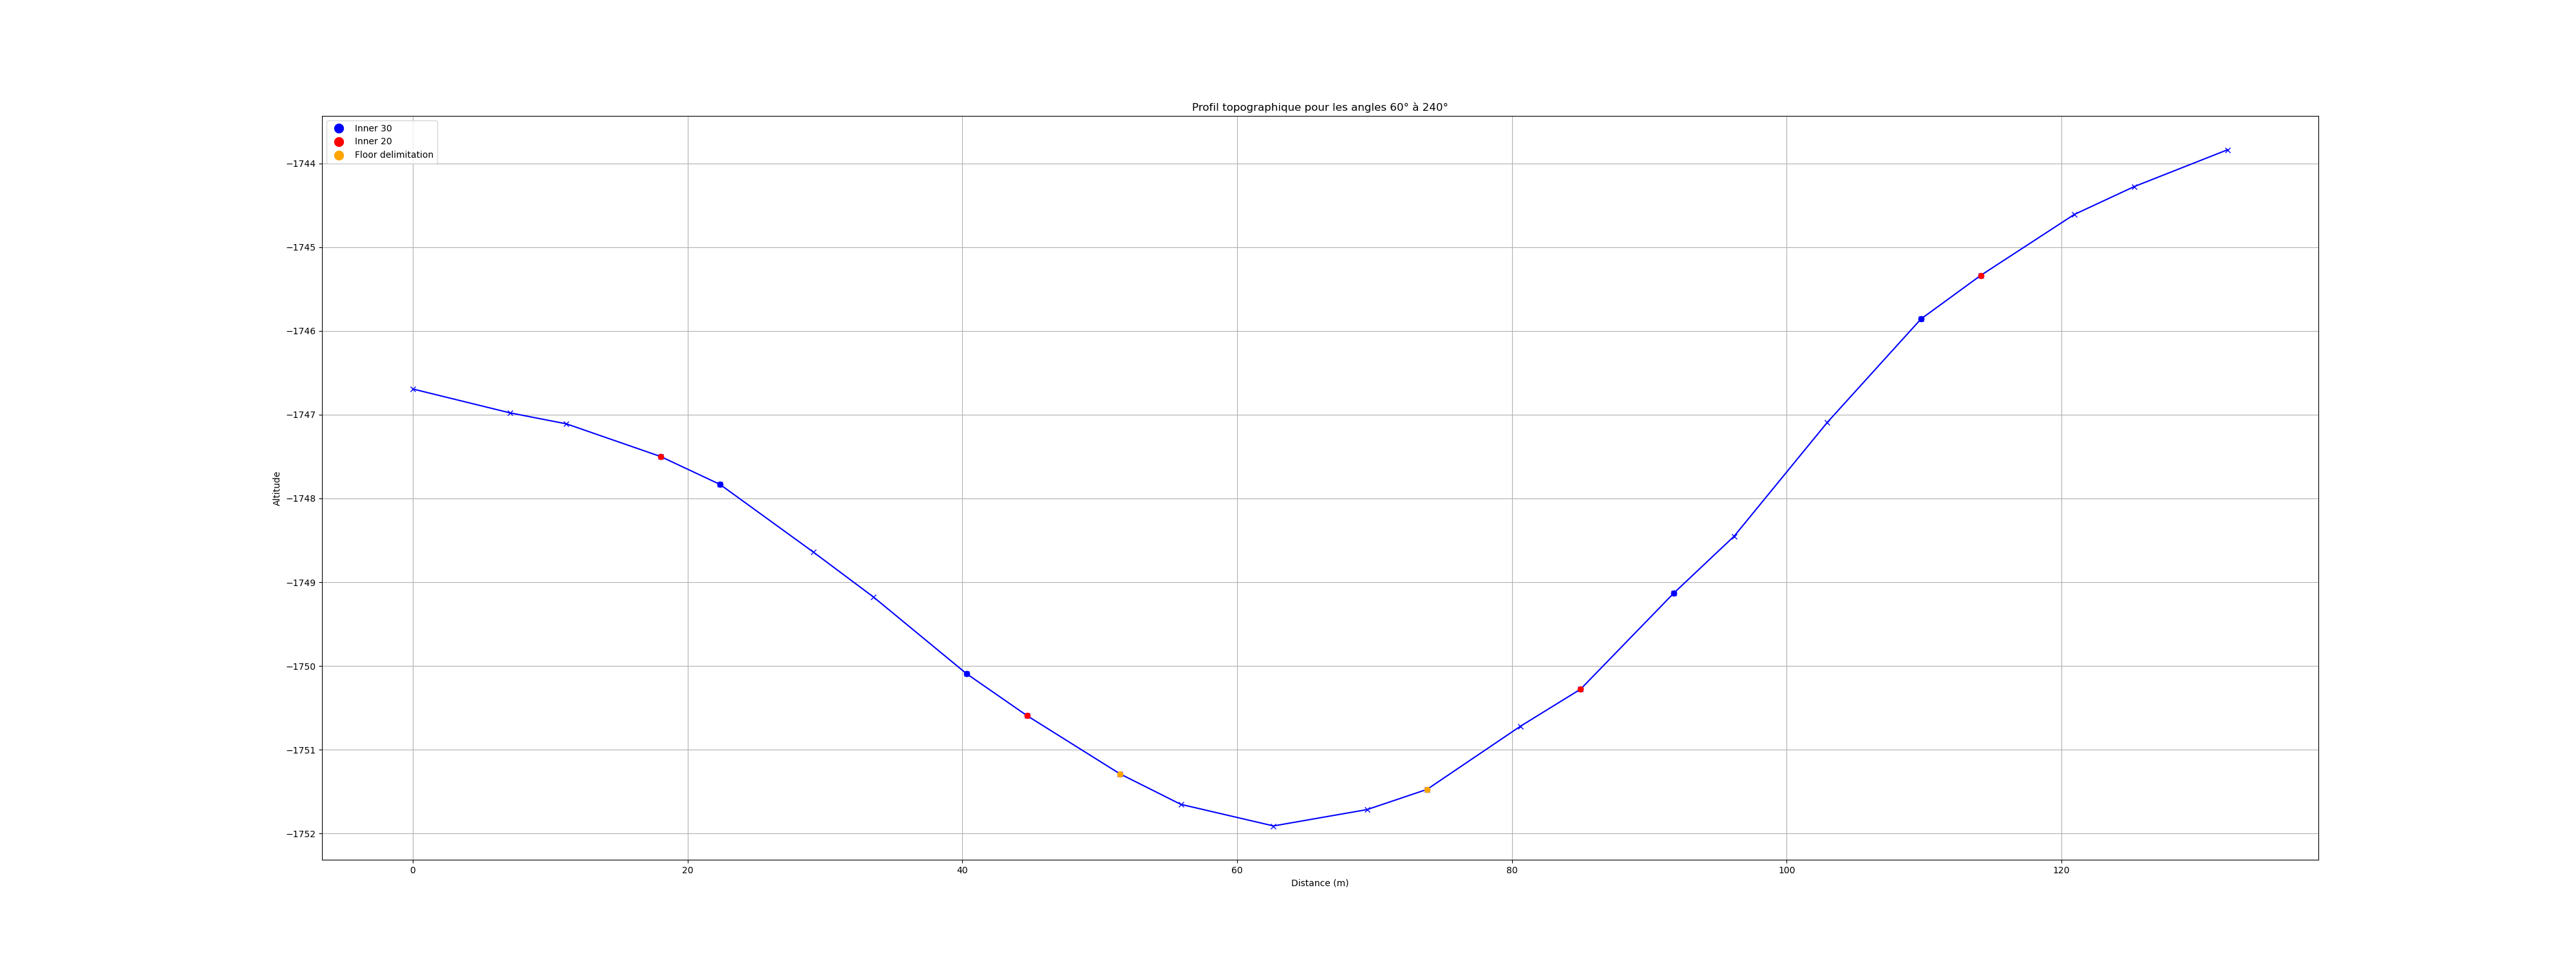 Profil topographique pour les angles 60° à 240°
Inner 30
Inner 20
Floor delimitation
−1744
−1745
−1746
−1747
−1748
−1749
−1750
−1751
−1752
Altitude
0 20 40 60 80 100 120
Distance (m)